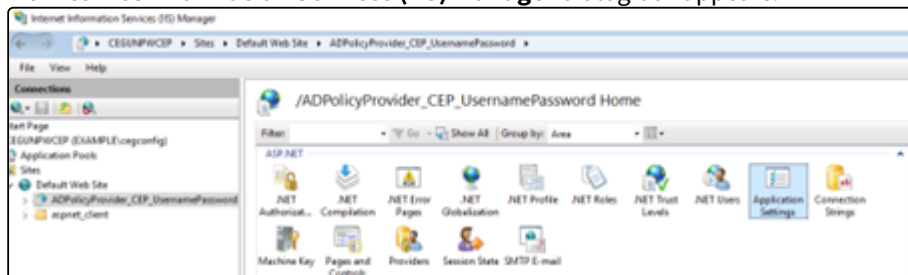 Internet Information Services (IIS) Manager
CEGUNPWCEP ▸ Sites ▸ Default Web Site ▸ ADPolicyProvider_CEP_UsernamePassword ▸
File View Help
Connections
tart Page
EGUNPWCEP (EXAMPLE\cegconfig)
Application Pools
Sites
Default Web Site
ADPolicyProvider_CEP_UsernamePassword
aspnet_client
/ADPolicyProvider_CEP_UsernamePassword Home
Filter: Go Show All Group by: Area
ASP.NET
.NET Authorizat...
.NET Compilation
.NET Error Pages
.NET Globalization
.NET Profile
.NET Roles
.NET Trust Levels
.NET Users
Application Settings
Connection Strings
Machine Key
Pages and Controls
Providers
Session State
SMTP E-mail